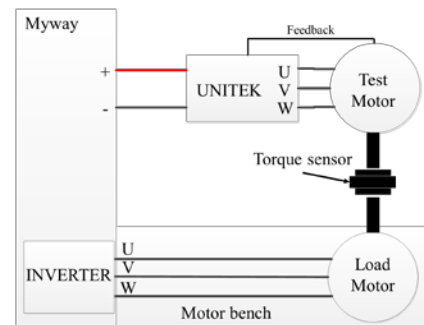 Myway
Feedback
+
-
UNITEK
U
V
W
Test
Motor
Torque sensor
INVERTER
U
V
W
Load
Motor
Motor bench